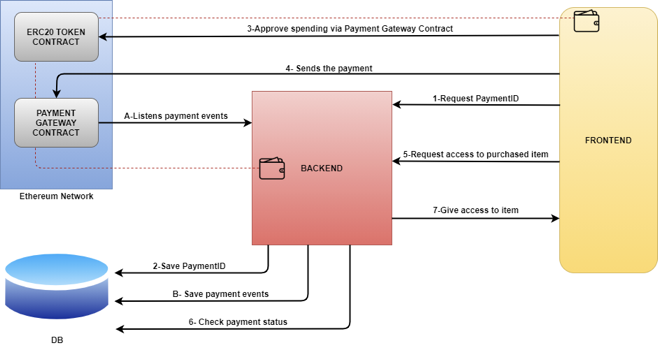 ERC20 TOKEN
CONTRACT
3-Approve spending via Payment Gateway Contract
4- Sends the payment
PAYMENT
GATEWAY
CONTRACT
A-Listens payment events
1-Request PaymentID
FRONTEND
5-Request access to purchased item
BACKEND
Ethereum Network
7-Give access to item
2-Save PaymentID
B- Save payment events
6- Check payment status
DB